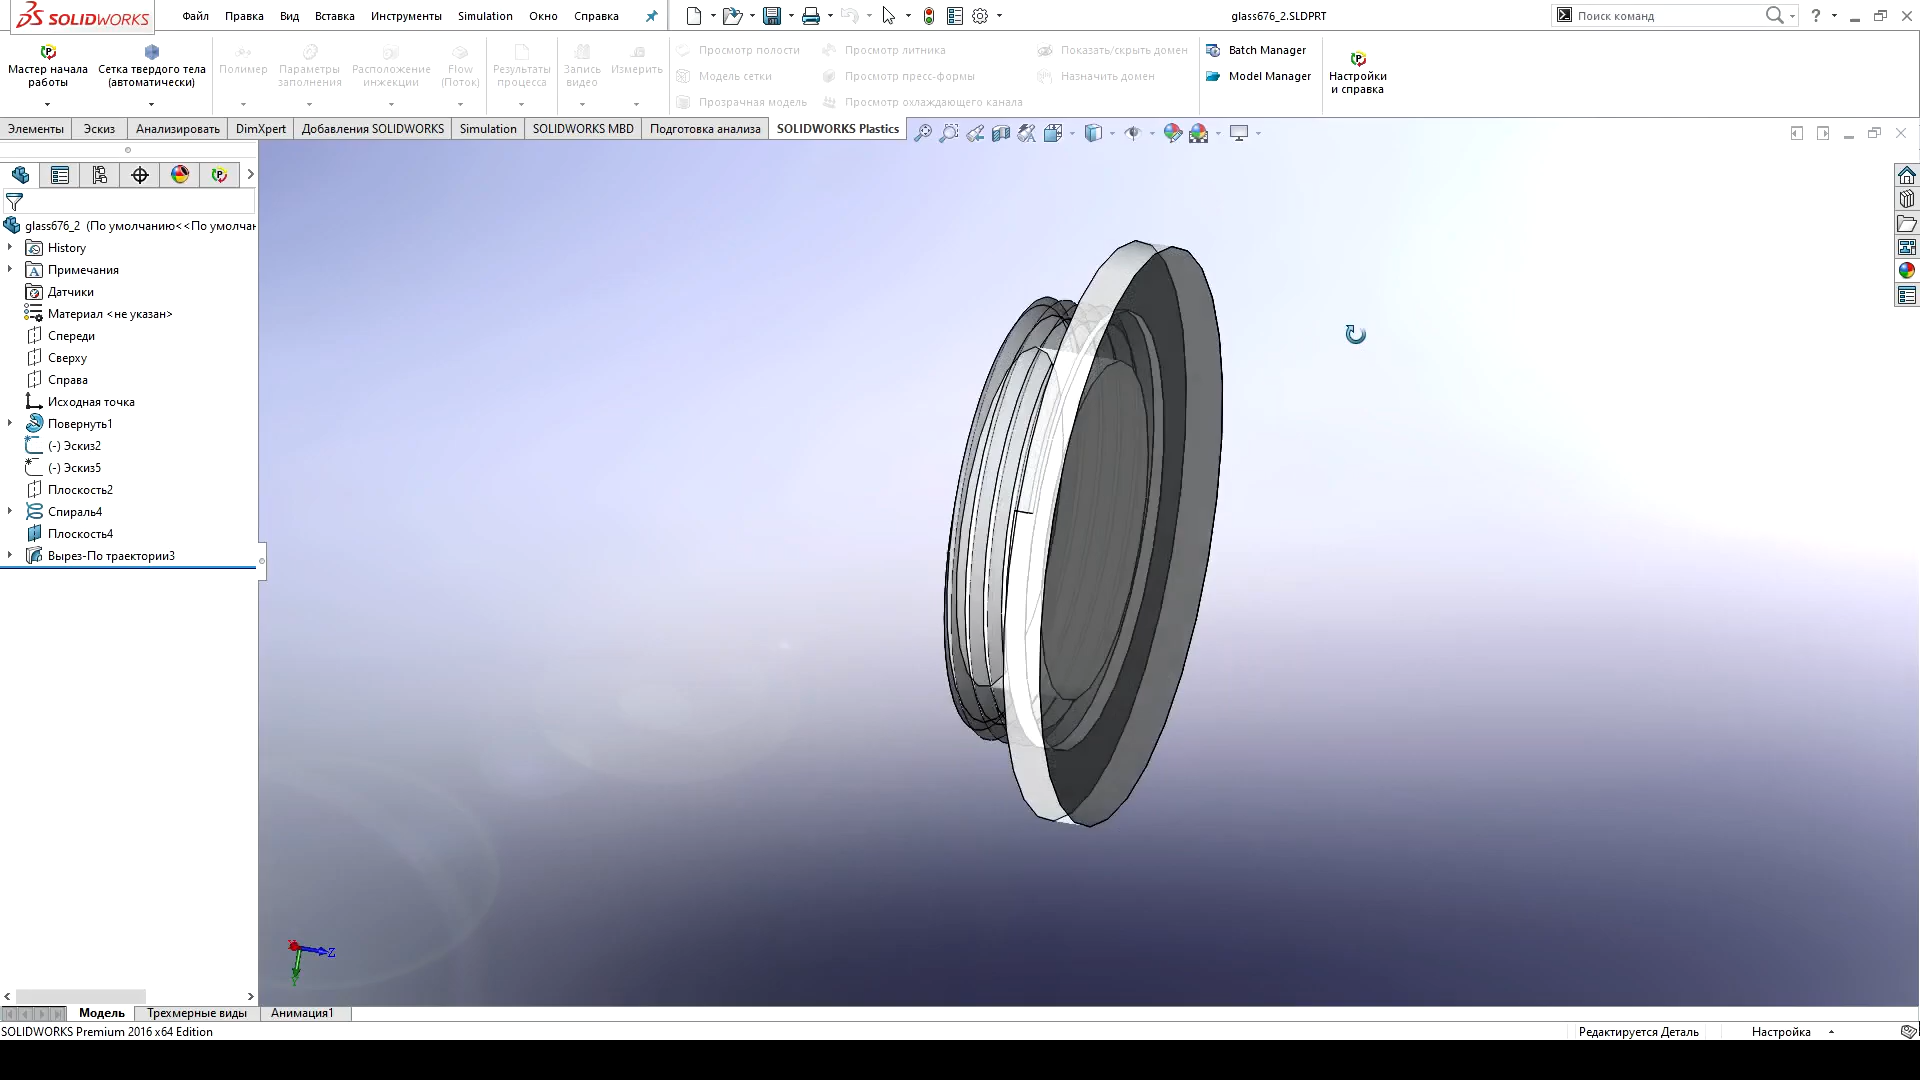 SOLIDWORKS
Файл Правка Вид Вставка Инструменты Simulation Окно Справка
glass676_2.SLDPRT
Поиск команд
Мастер начала работы
Сетка твердого тела (автоматически)
Полимер
Параметры заполнения
Расположение инжекции
Flow (Поток)
Результаты процесса
Запись видео
Измерить
Просмотр полости
Модель сетки
Прозрачная модель
Просмотр литника
Просмотр пресс-формы
Просмотр охлаждающего канала
Показать/скрыть домен
Назначить домен
Batch Manager
Model Manager
Настройки и справка
Элементы Эскиз Анализировать DimXpert Добавления SOLIDWORKS Simulation SOLIDWORKS MBD Подготовка анализа SOLIDWORKS Plastics
glass676_2 (По умолчанию<<По умолчан
History
Примечания
Датчики
Материал <не указан>
Спереди
Сверху
Справа
Исходная точка
Повернуть1
(-) Эскиз2
(-) Эскиз5
Плоскость2
Спираль4
Плоскость4
Вырез-По траектории3
Z
Y
Модель Трехмерные виды Анимация1
SOLIDWORKS Premium 2016 x64 Edition
Редактируется Деталь
Настройка